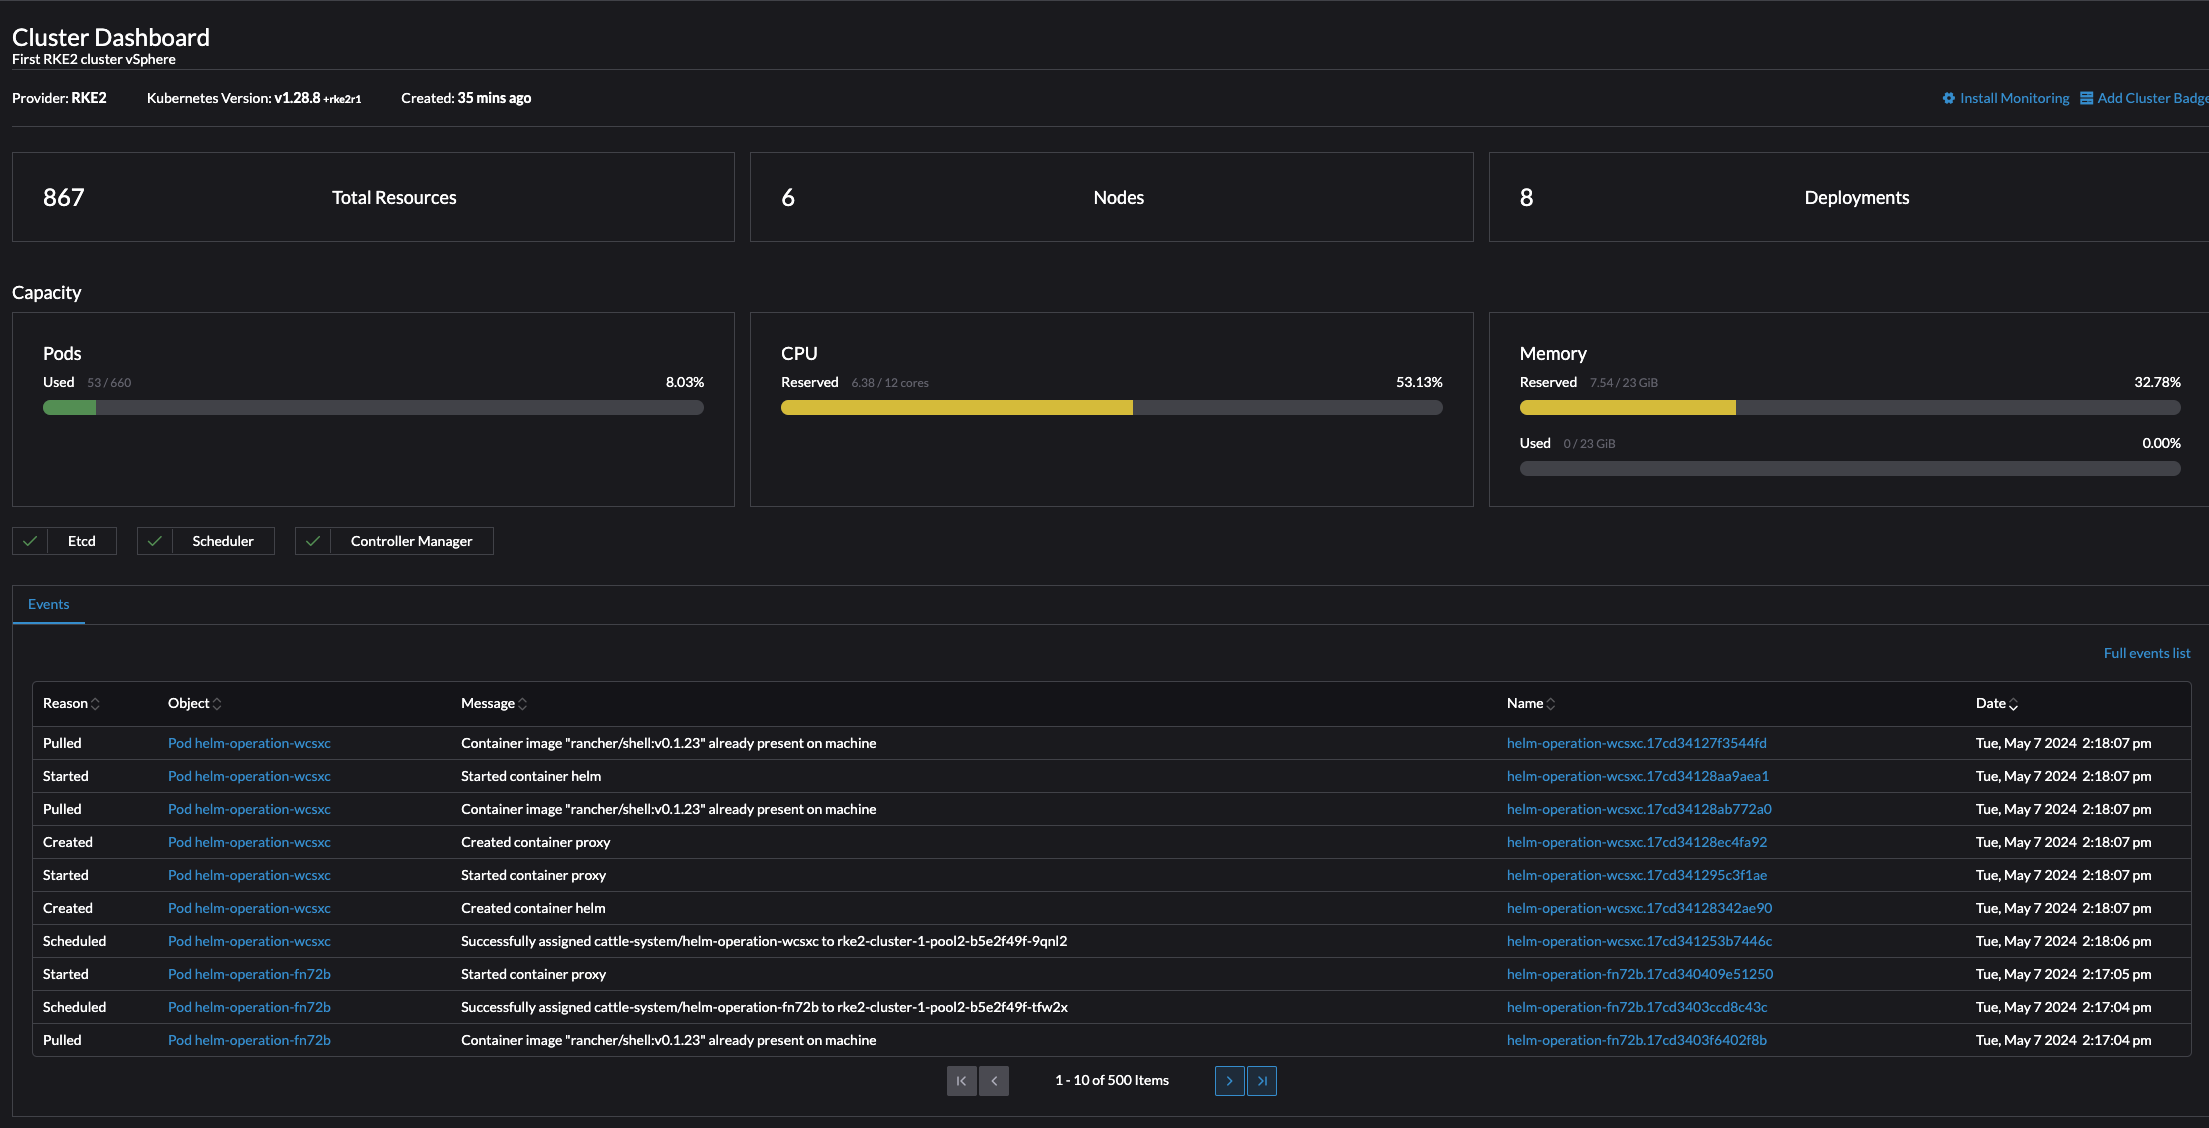 Cluster Dashboard
First RKE2 cluster vSphere
Provider: RKE2 Kubernetes Version: v1.28.8 +rke2r1 Created: 35 mins ago Install Monitoring Add Cluster Badge
867 Total Resources 6 Nodes 8 Deployments
Capacity
Pods
Used 53 / 660 8.03%
CPU
Reserved 6.38 / 12 cores 53.13%
Memory
Reserved 7.54 / 23 GiB 32.78%
Used 0 / 23 GiB 0.00%
Etcd Scheduler Controller Manager
Events
Full events list
Reason Object Message Name Date
Pulled Pod helm-operation-wcsxc Container image "rancher/shell:v0.1.23" already present on machine helm-operation-wcsxc.17cd34127f3544fd Tue, May 7 2024 2:18:07 pm
Started Pod helm-operation-wcsxc Started container helm helm-operation-wcsxc.17cd34128aa9aea1 Tue, May 7 2024 2:18:07 pm
Pulled Pod helm-operation-wcsxc Container image "rancher/shell:v0.1.23" already present on machine helm-operation-wcsxc.17cd34128ab772a0 Tue, May 7 2024 2:18:07 pm
Created Pod helm-operation-wcsxc Created container proxy helm-operation-wcsxc.17cd34128ec4fa92 Tue, May 7 2024 2:18:07 pm
Started Pod helm-operation-wcsxc Started container proxy helm-operation-wcsxc.17cd341295c3f1ae Tue, May 7 2024 2:18:07 pm
Created Pod helm-operation-wcsxc Created container helm helm-operation-wcsxc.17cd34128342ae90 Tue, May 7 2024 2:18:07 pm
Scheduled Pod helm-operation-wcsxc Successfully assigned cattle-system/helm-operation-wcsxc to rke2-cluster-1-pool2-b5e2f49f-9qnl2 helm-operation-wcsxc.17cd341253b7446c Tue, May 7 2024 2:18:06 pm
Started Pod helm-operation-fn72b Started container proxy helm-operation-fn72b.17cd340409e51250 Tue, May 7 2024 2:17:05 pm
Scheduled Pod helm-operation-fn72b Successfully assigned cattle-system/helm-operation-fn72b to rke2-cluster-1-pool2-b5e2f49f-tfw2x helm-operation-fn72b.17cd3403ccd8c43c Tue, May 7 2024 2:17:04 pm
Pulled Pod helm-operation-fn72b Container image "rancher/shell:v0.1.23" already present on machine helm-operation-fn72b.17cd3403f6402f8b Tue, May 7 2024 2:17:04 pm
1 - 10 of 500 Items